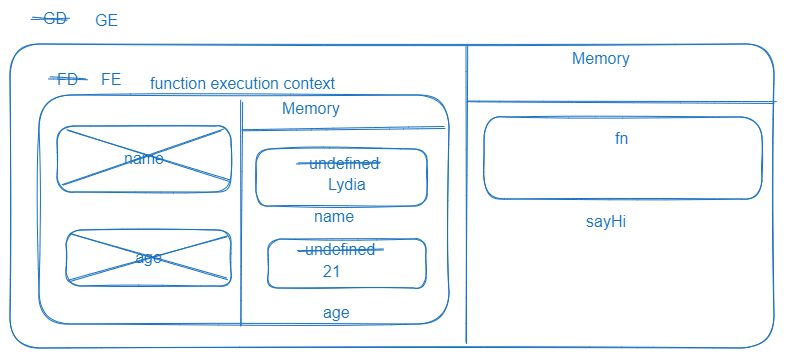 GD GE
Memory
FD FE function execution context
Memory
fn
name
undefined
Lydia
name
sayHi
age
undefined
21
age